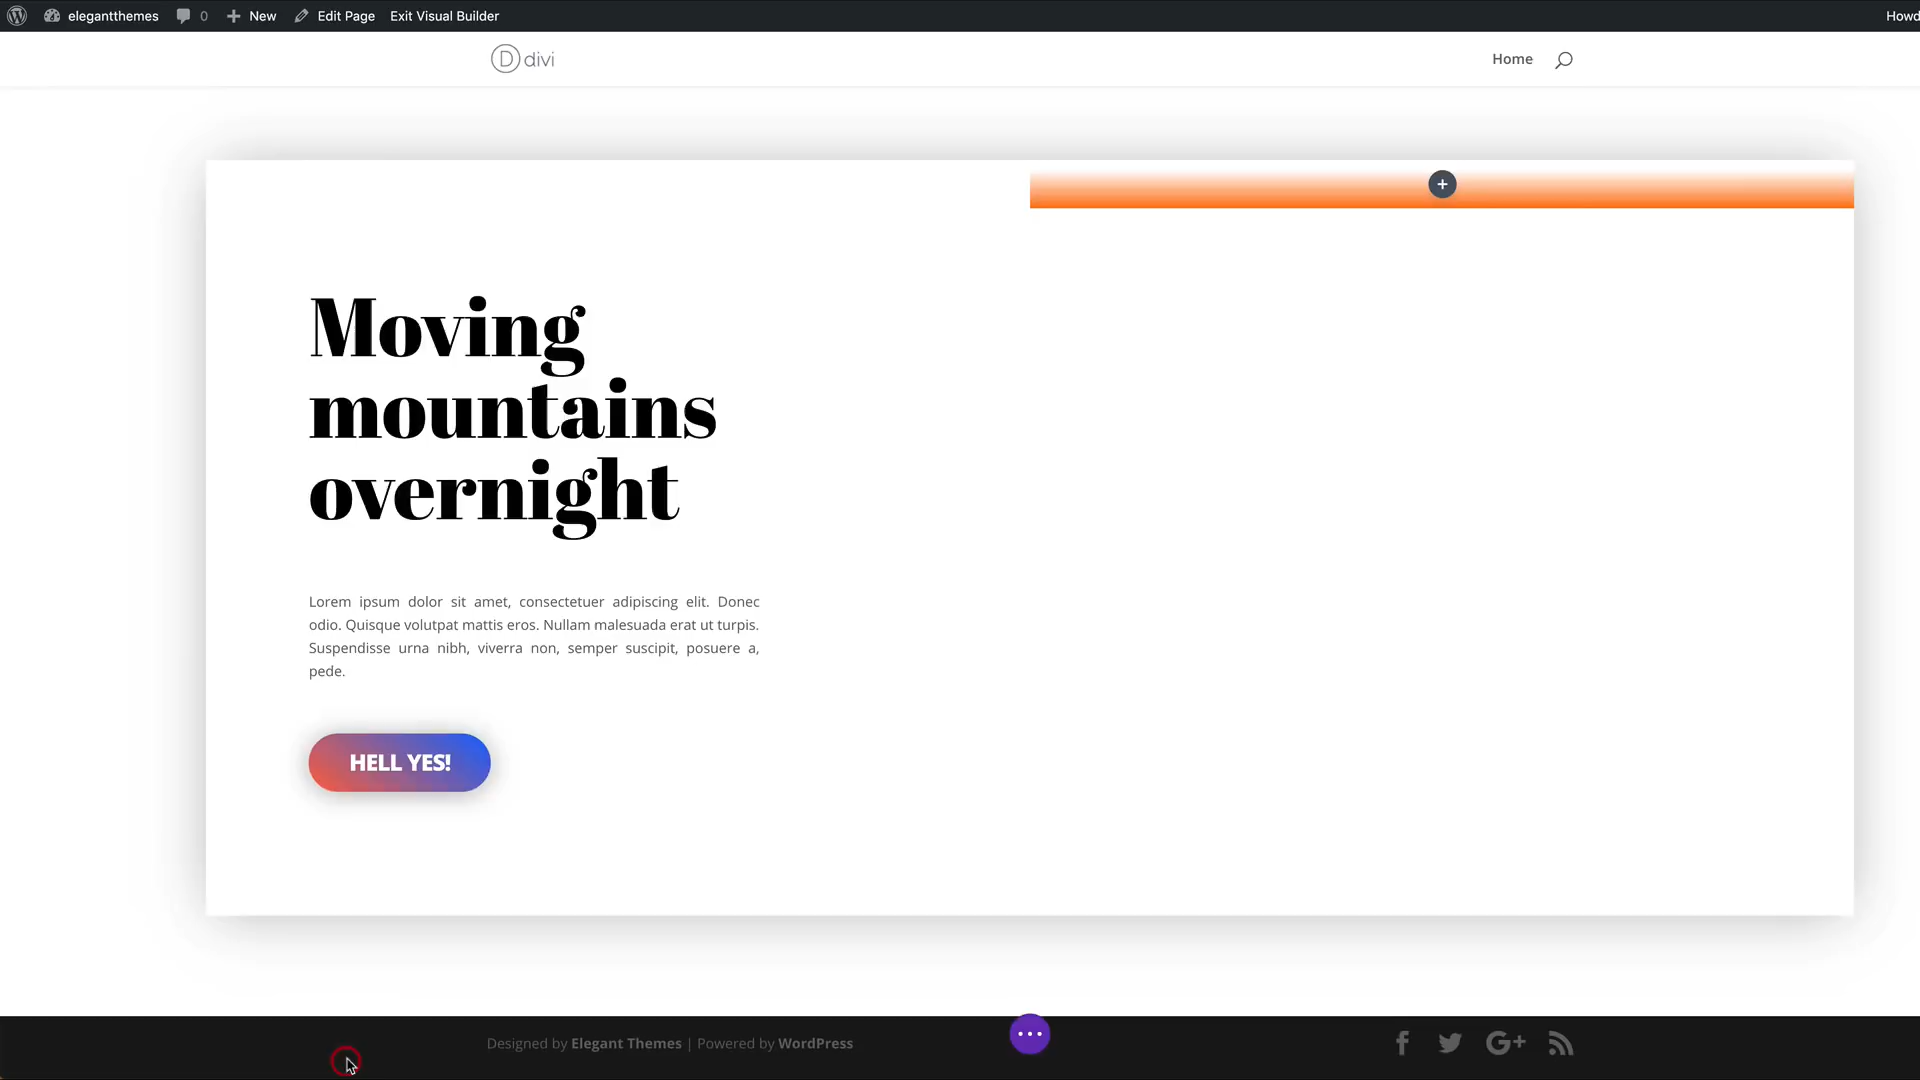 elegantthemes 0 New Edit Page Exit Visual Builder Howd
divi Home
Moving
mountains
overnight
Lorem ipsum dolor sit amet, consectetuer adipiscing elit. Donec
odio. Quisque volutpat mattis eros. Nullam malesuada erat ut turpis.
Suspendisse urna nibh, viverra non, semper suscipit, posuere a,
pede.
HELL YES!
Designed by Elegant Themes | Powered by WordPress